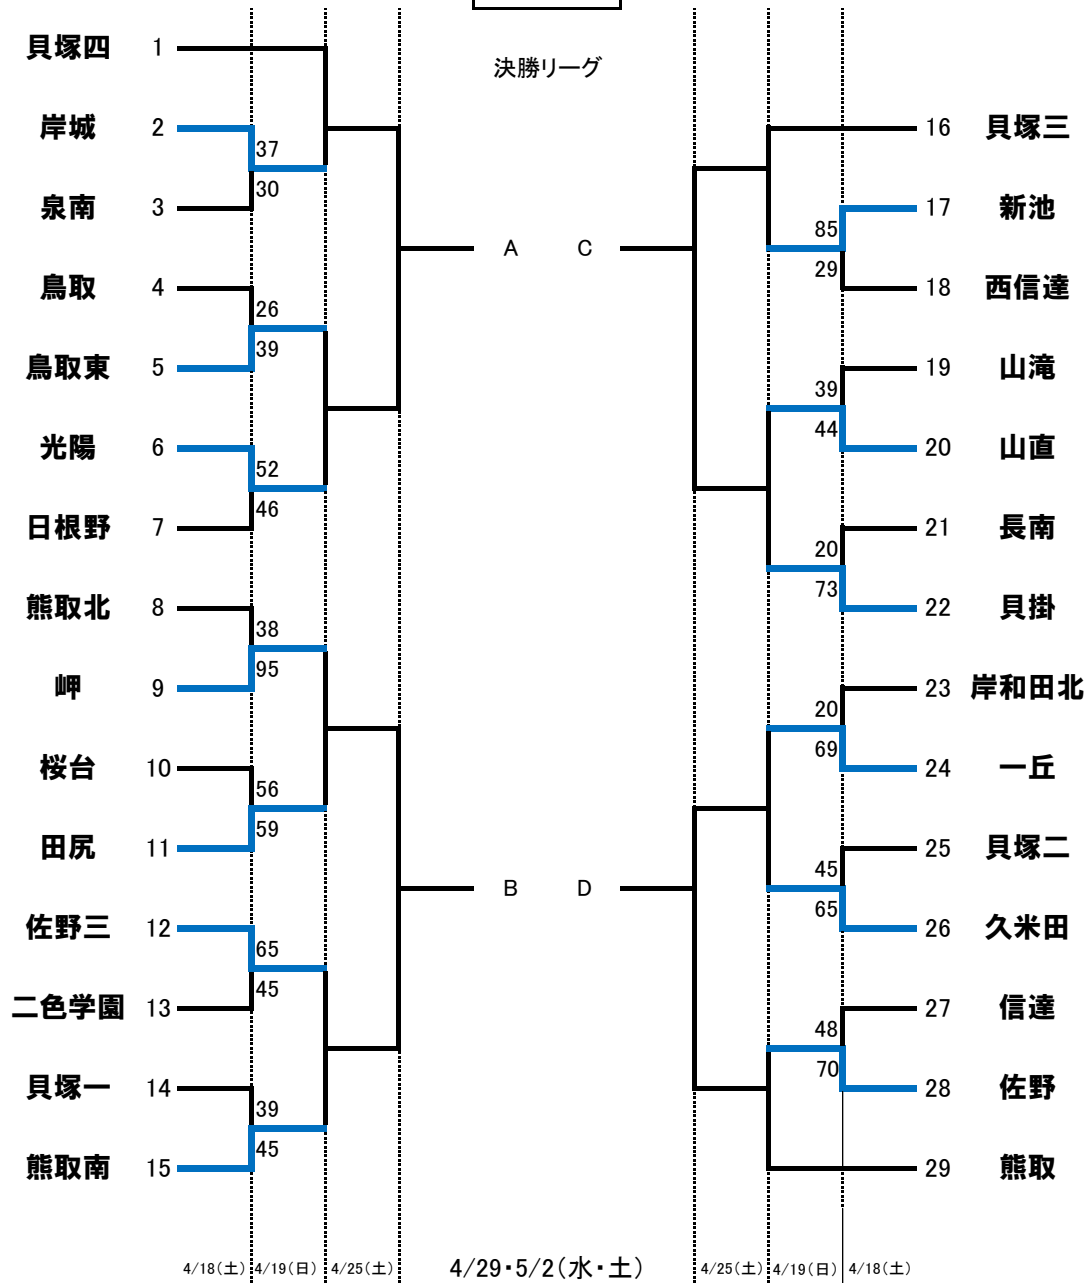 決勝リーグ
貝塚四 1
岸城 2
37
30
泉南 3
鳥取 4
26
39
鳥取東 5
光陽 6
52
46
日根野 7
熊取北 8
38
95
岬 9
桜台 10
56
59
田尻 11
佐野三 12
65
45
二色学園 13
貝塚一 14
39
45
熊取南 15
A C
B D
16 貝塚三
17 新池
85
29
18 西信達
19 山滝
39
44
20 山直
21 長南
20
73
22 貝掛
23 岸和田北
20
69
24 一丘
25 貝塚二
45
65
26 久米田
27 信達
48
70
28 佐野
29 熊取
4/18(土) 4/19(日) 4/25(土) 4/29・5/2(水・土) 4/25(土) 4/19(日) 4/18(土)